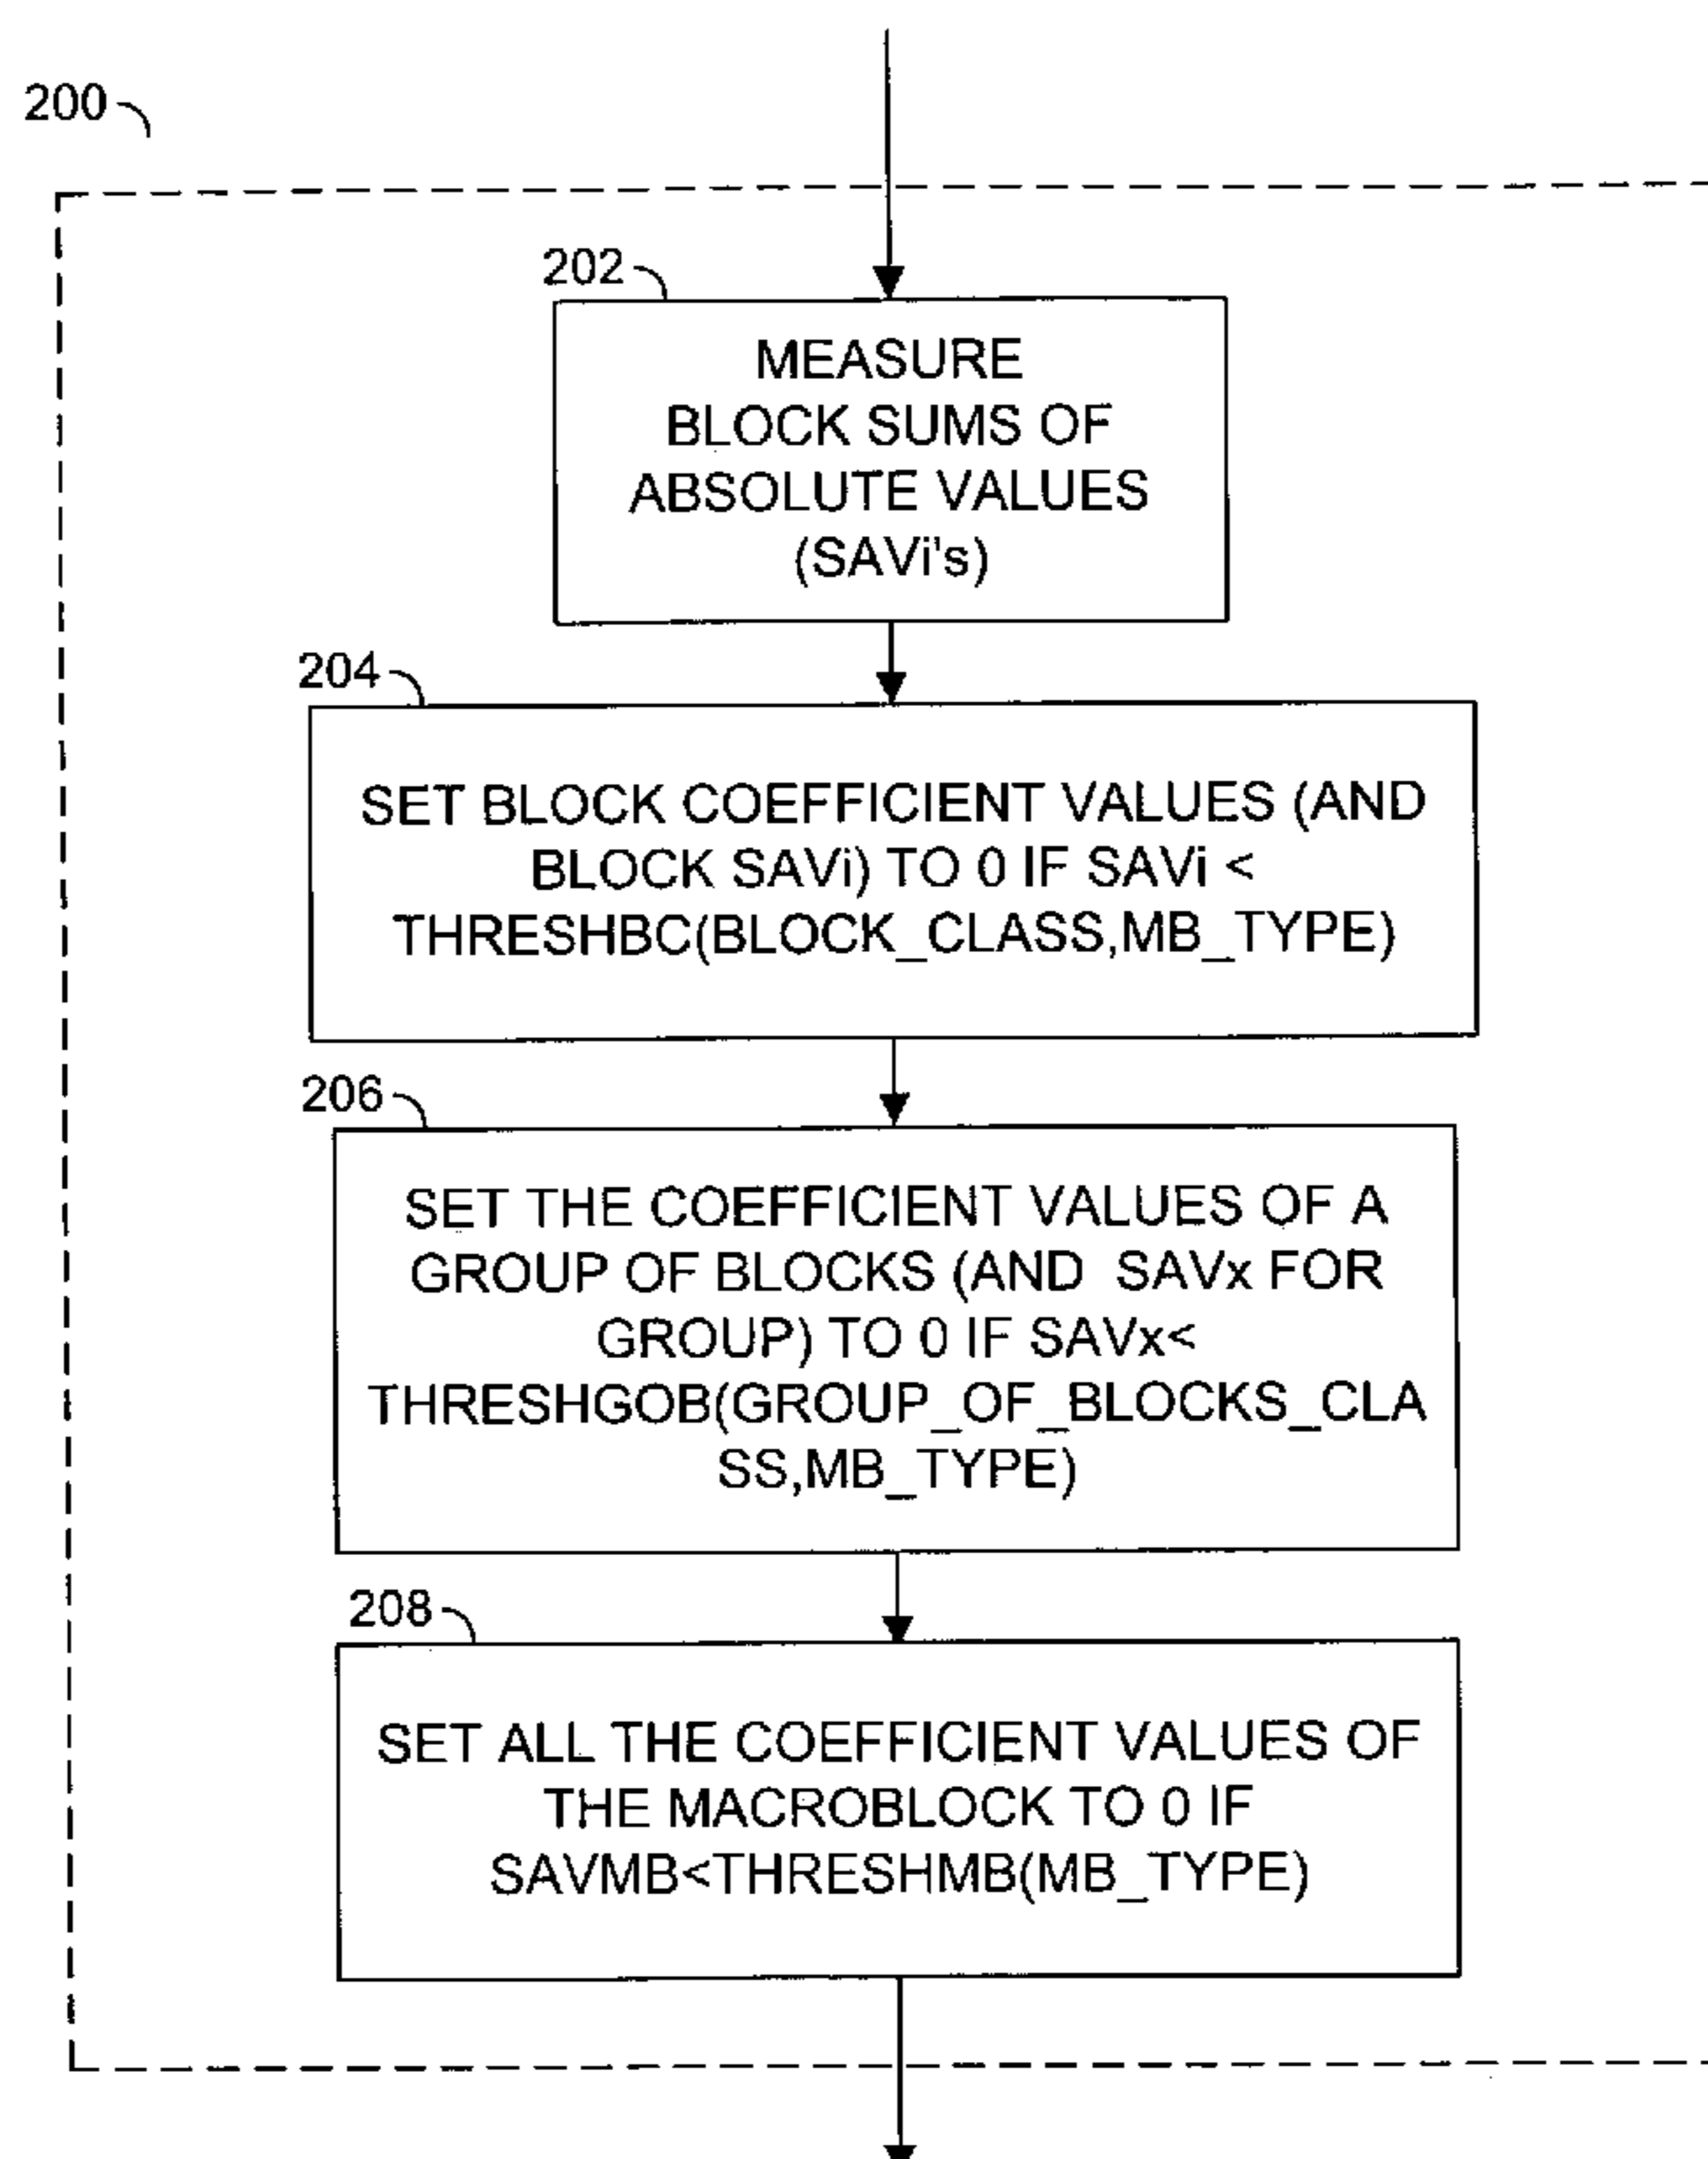 200
202
MEASURE
BLOCK SUMS OF
ABSOLUTE VALUES
(SAVi's)
204
SET BLOCK COEFFICIENT VALUES (AND
BLOCK SAVi) TO 0 IF SAVi <
THRESHBC(BLOCK_CLASS,MB_TYPE)
206
SET THE COEFFICIENT VALUES OF A
GROUP OF BLOCKS (AND SAVx FOR
GROUP) TO 0 IF SAVx<
THRESHGOB(GROUP_OF_BLOCKS_CLA
SS,MB_TYPE)
208
SET ALL THE COEFFICIENT VALUES OF
THE MACROBLOCK TO 0 IF
SAVMB<THRESHMB(MB_TYPE)